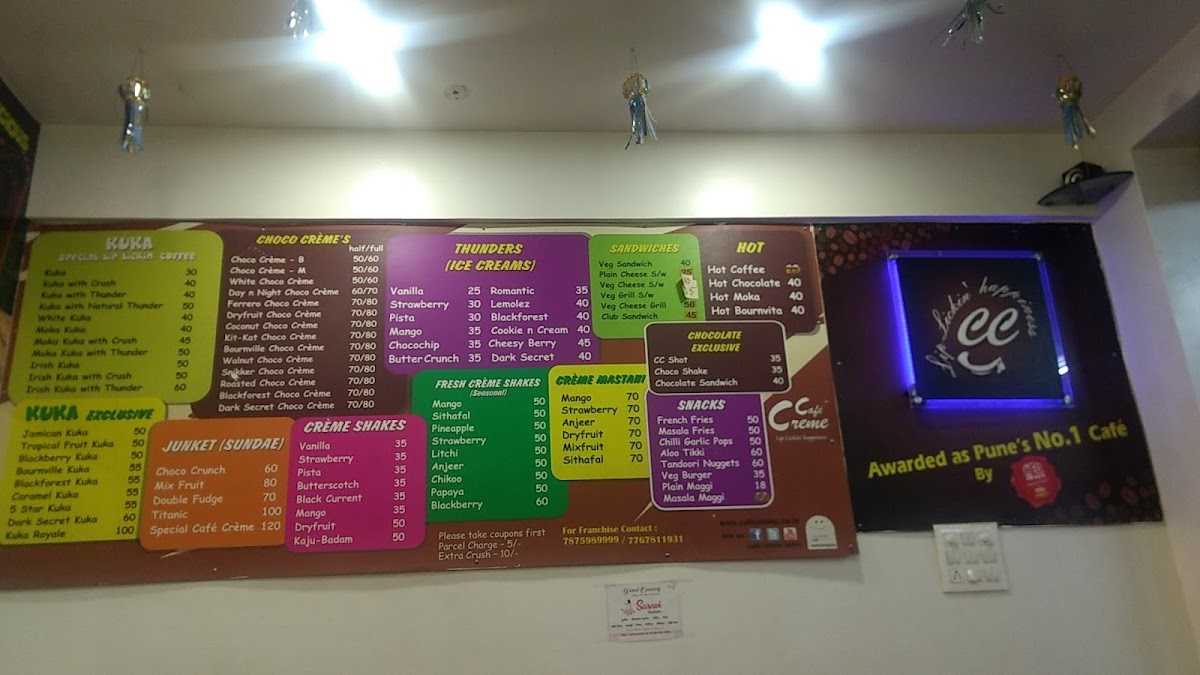 KUKA
SPECIAL LIP LICKIN' COFFEE
Kuka 30
Kuka with Crush 40
Kuka with Thunder 40
Kuka with Natural Thunder 50
White Kuka 40
Moka Kuka 40
Moka Kuka with Crush 45
Moka Kuka with Thunder 50
Irish Kuka 50
Irish Kuka with Crush 50
Irish Kuka with Thunder 60
KUKA EXCLUSIVE
Jamican Kuka 50
Tropical Fruit Kuka 50
Blackberry Kuka 50
Bournville Kuka 55
Blackforest Kuka 55
Caramel Kuka 55
5 Star Kuka 55
Dark Secret Kuka 60
Kuka Royale 100
CHOCO CRÈME'S
half/full
Choco Crème - B 50/60
Choco Crème - M 50/60
White Choco Crème 50/60
Day n Night Choco Crème 60/70
Ferrero Choco Crème 70/80
Dryfruit Choco Crème 70/80
Coconut Choco Crème 70/80
Kit-Kat Choco Crème 70/80
Bournville Choco Crème 70/80
Walnut Choco Crème 70/80
Snikker Choco Crème 70/80
Roasted Choco Crème 70/80
Blackforest Choco Crème 70/80
Dark Secret Choco Crème 70/80
JUNKET (SUNDAE)
Choco Crunch 60
Mix Fruit 80
Double Fudge 70
Titanic 100
Special Café Crème 120
CRÈME SHAKES
Vanilla 35
Strawberry 35
Pista 35
Butterscotch 35
Black Current 35
Mango 35
Dryfruit 50
Kaju-Badam 50
THUNDERS
(ICE CREAMS)
Vanilla 25 Romantic 35
Strawberry 30 Lemolez 40
Pista 30 Blackforest 40
Mango 35 Cookie n Cream 40
Chocochip 35 Cheesy Berry 45
Butter Crunch 35 Dark Secret 40
FRESH CRÈME SHAKES
(Seasonal)
Mango 50
Sithafal 50
Pineapple 50
Strawberry 50
Litchi 50
Anjeer 50
Chikoo 50
Papaya 50
Blackberry 60
CRÈME MASTANI
Mango 70
Strawberry 70
Anjeer 70
Dryfruit 70
Mixfruit 70
Sithafal 70
SANDWICHES
Veg Sandwich 40
Plain Cheese S/w
Veg Cheese S/w
Veg Grill S/w
Veg Cheese Grill 50
Club Sandwich 45
HOT
Hot Coffee
Hot Chocolate 40
Hot Moka 40
Hot Bournvita 40
CHOCOLATE
EXCLUSIVE
CC Shot 35
Choco Shake 35
Chocolate Sandwich 40
SNACKS
French Fries 50
Masala Fries 50
Chilli Garlic Pops 50
Aloo Tikki 60
Tandoori Nuggets 60
Veg Burger 35
Plain Maggi 18
Masala Maggi
Café Creme
Lip Lickin' happiness
Please take coupons first
Parcel Charge - 5/-
Extra Crush - 10/-
For Franchise Contact :
7875989999 / 7767811931
Lip Lickin' happiness
CC
Awarded as Pune's No.1 Café
By
Grand Opening
Sarawi